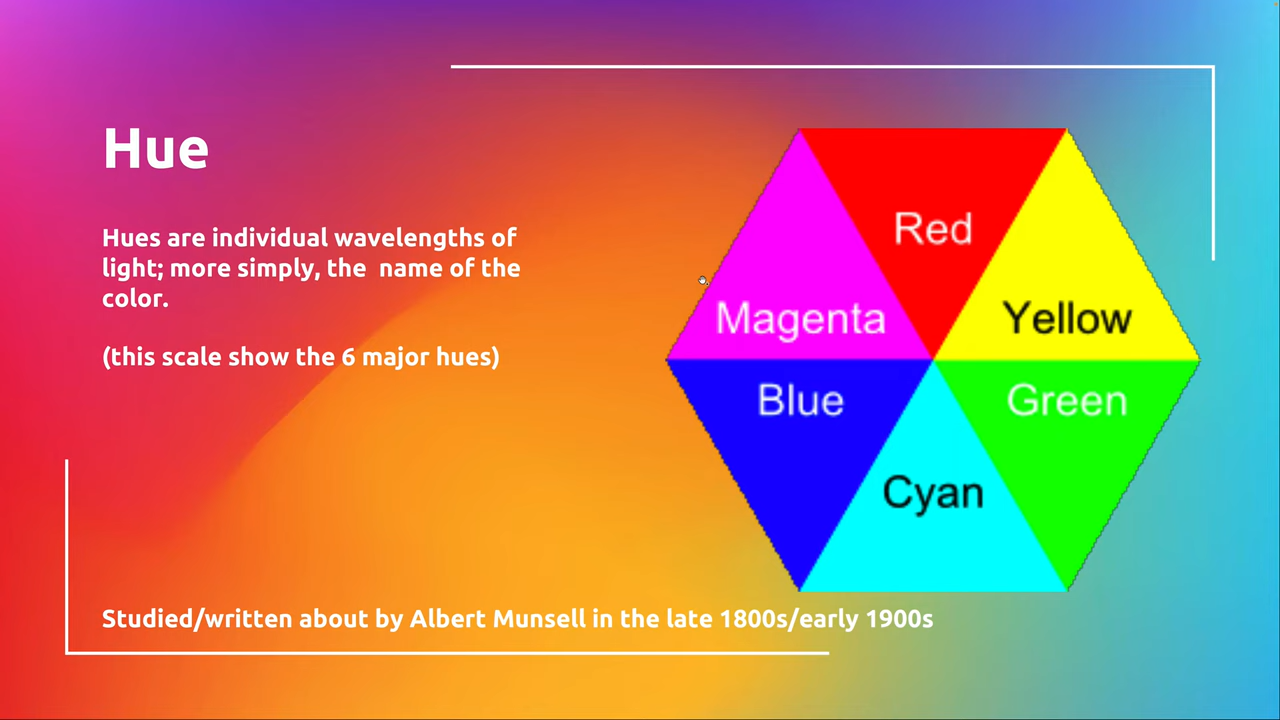 Hue
Hues are individual wavelengths of
light; more simply, the  name of the
color.
(this scale show the 6 major hues)
Red
Magenta
Yellow
Blue
Green
Cyan
Studied/written about by Albert Munsell in the late 1800s/early 1900s